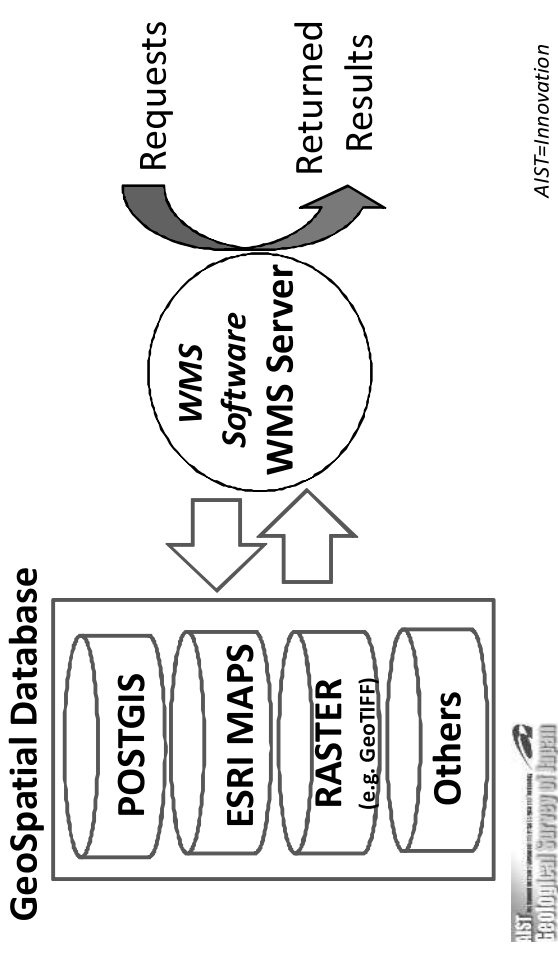 GeoSpatial Database
POSTGIS
ESRI MAPS
RASTER
(e.g. GeoTIFF)
Others
WMS
Software
WMS Server
Requests
Returned
Results
AIST
Geological Survey of Japan
AIST=Innovation